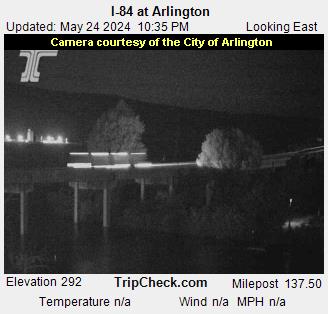 I-84 at Arlington
Updated: May 24 2024 10:35 PM Looking East
Camera courtesy of the City of Arlington
Elevation 292 TripCheck.com Milepost 137.50
Temperature n/a Wind n/a MPH n/a